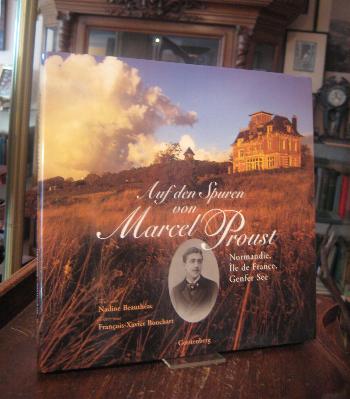 Auf den Spuren
von
Marcel Proust
Normandie,
Île de France,
Genfer See
Nadine Beauthéac
François-Xavier Bouchart
Gerstenberg